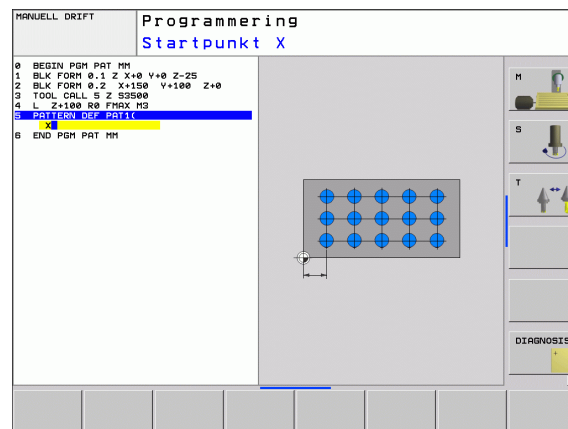 MANUELL DRIFT
Programmering
Startpunkt X
0 BEGIN PGM PAT MM
1 BLK FORM 0.1 Z X+0 Y+0 Z-25
2 BLK FORM 0.2 X+150 Y+100 Z+0
3 TOOL CALL 5 Z S3500
4 L Z+100 R0 FMAX M3
5 PATTERN DEF PAT1(
X
6 END PGM PAT MM
M
S
T
DIAGNOSIS